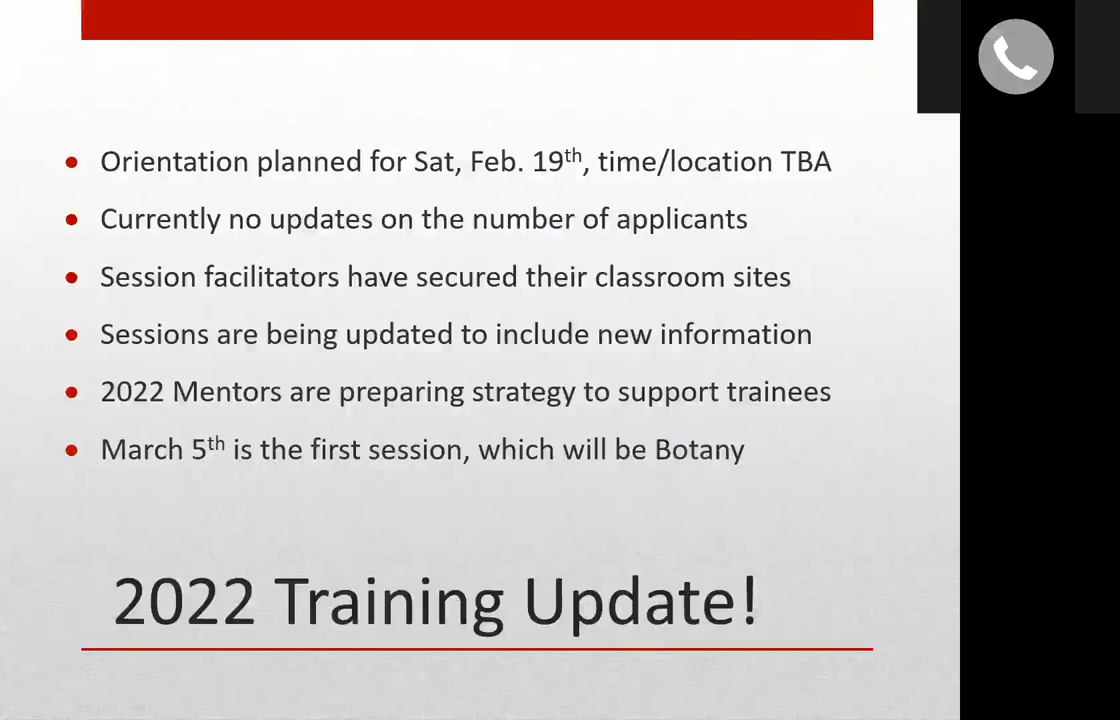 Orientation planned for Sat, Feb. 19th, time/location TBA
Currently no updates on the number of applicants
Session facilitators have secured their classroom sites
Sessions are being updated to include new information
2022 Mentors are preparing strategy to support trainees
March 5th is the first session, which will be Botany
2022 Training Update!